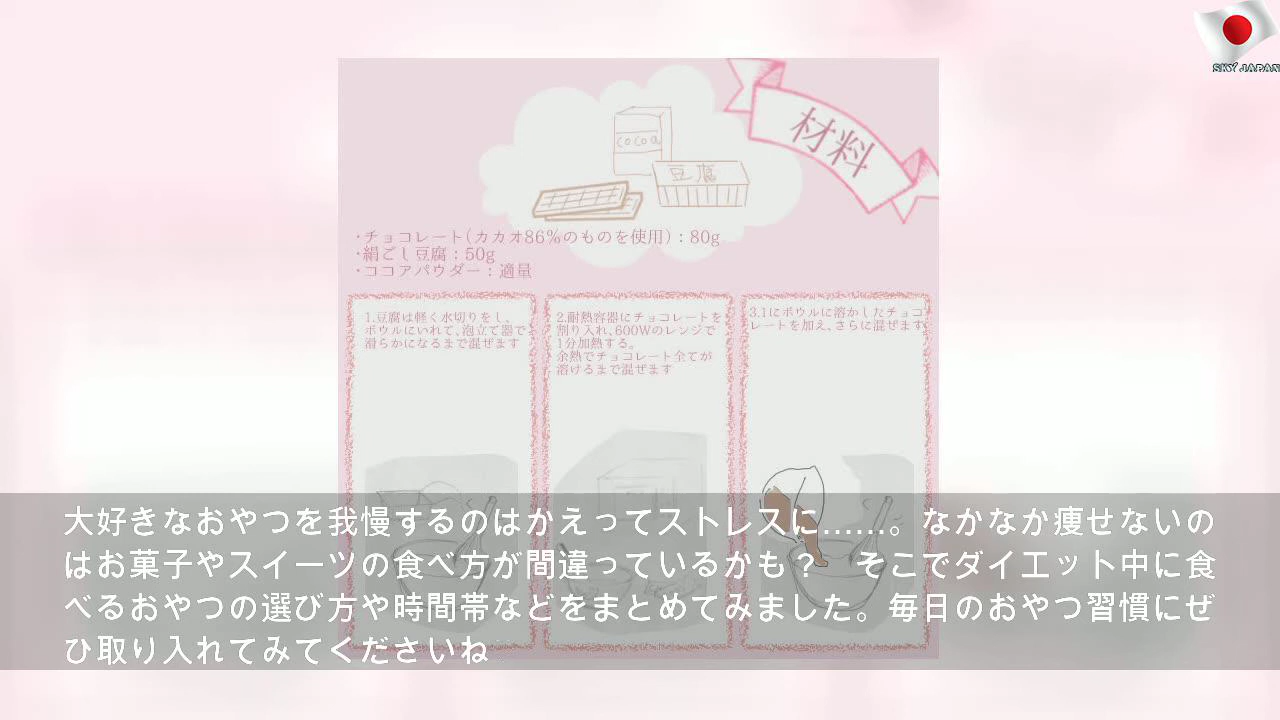 SKY JAPAN
材料
cocoa
豆腐
・チョコレート(カカオ86%のものを使用):80g
・絹ごし豆腐:50g
・ココアパウダー:適量
1.豆腐は軽く水切りをし、
ボウルにいれて、泡立て器で
滑らかになるまで混ぜます
2.耐熱容器にチョコレートを
割り入れ、600Wのレンジで
1分加熱する。
余熱でチョコレート全てが
溶けるまで混ぜます
3.1にボウルに溶かしたチョコ
レートを加え、さらに混ぜます
大好きなおやつを我慢するのはかえってストレスに……。なかなか痩せないの
はお菓子やスイーツの食べ方が間違っているかも？　そこでダイエット中に食
べるおやつの選び方や時間帯などをまとめてみました。毎日のおやつ習慣にぜ
ひ取り入れてみてくださいね